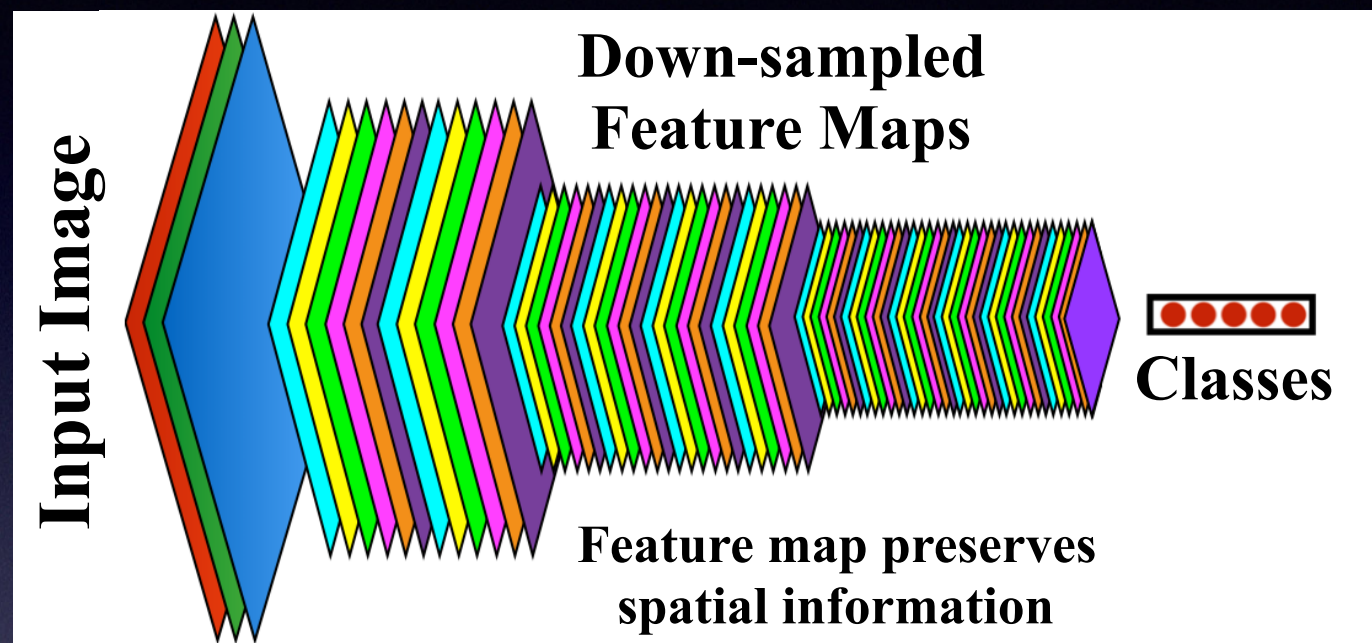 Input Image
Down-sampled
Feature Maps
Classes
Feature map preserves
spatial information